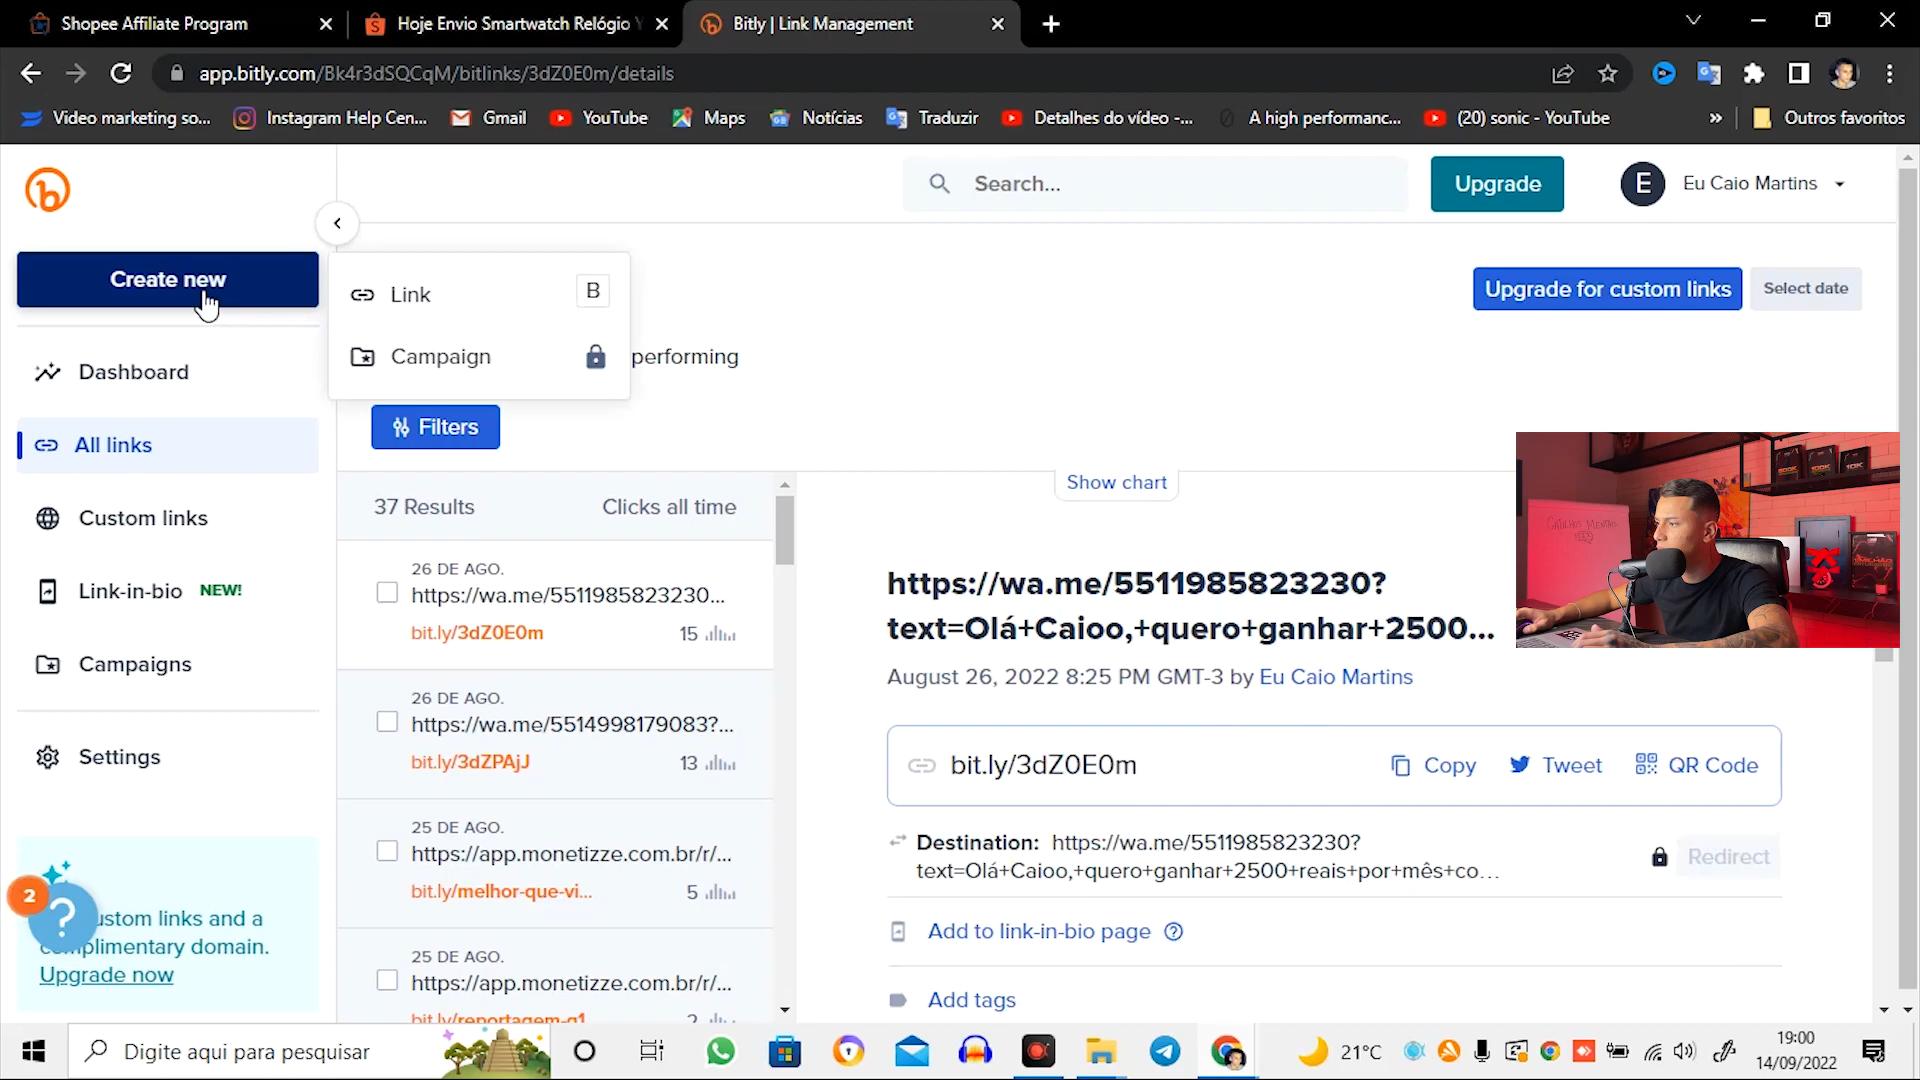 Shopee Affiliate Program
Hoje Envio Smartwatch Relógio
Bitly | Link Management
app.bitly.com/Bk4r3dSQCqM/bitlinks/3dZ0E0m/details
Video marketing so...
Instagram Help Cen...
Gmail
YouTube
Maps
Notícias
Traduzir
Detalhes do vídeo -...
A high performanc...
(20) sonic - YouTube
Outros favoritos
Search...
Upgrade
E
Eu Caio Martins
Create new
Link
B
Campaign
performing
Upgrade for custom links
Select date
Dashboard
All links
Custom links
Link-in-bio NEW!
Campaigns
Settings
Filters
37 Results
Clicks all time
26 DE AGO.
https://wa.me/5511985823230...
bit.ly/3dZ0E0m
15
26 DE AGO.
https://wa.me/5514998179083?...
bit.ly/3dZPAjJ
13
25 DE AGO.
https://app.monetizze.com.br/r/...
bit.ly/melhor-que-vi...
5
25 DE AGO.
https://app.monetizze.com.br/r/...
bit.ly/reportagem-g1
2
Show chart
https://wa.me/5511985823230?
text=Olá+Caioo,+quero+ganhar+2500...
August 26, 2022 8:25 PM GMT-3 by Eu Caio Martins
bit.ly/3dZ0E0m
Copy
Tweet
QR Code
Destination: https://wa.me/5511985823230?
text=Olá+Caioo,+quero+ganhar+2500+reais+por+mês+co...
Redirect
Add to link-in-bio page
Add tags
2
ustom links and a
complimentary domain.
Upgrade now
Digite aqui para pesquisar
21°C
19:00
14/09/2022